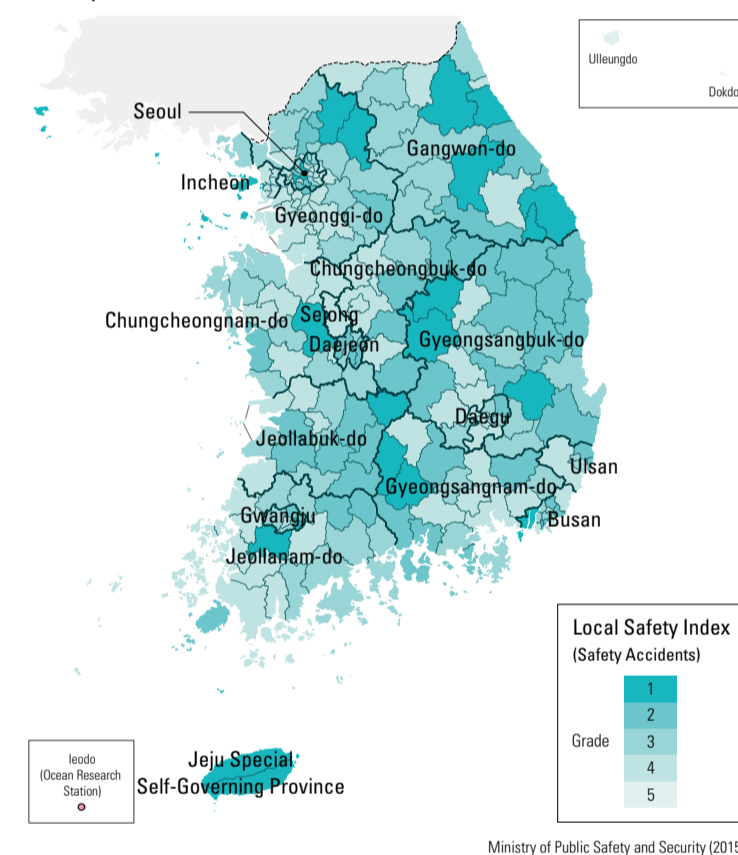 Ulleungdo
Dokdo
Seoul
Gangwon-do
Incheon
Gyeonggi-do
Chungcheongbuk-do
Chungcheongnam-do
Sejong
Daejeon
Gyeongsangbuk-do
Daegu
Jeollabuk-do
Ulsan
Gyeongsangnam-do
Gwangju
Busan
Jeollanam-do
Local Safety Index
(Safety Accidents)
Grade
1
2
3
4
5
Ieodo
(Ocean Research
Station)
Jeju Special
Self-Governing Province
Ministry of Public Safety and Security (2015